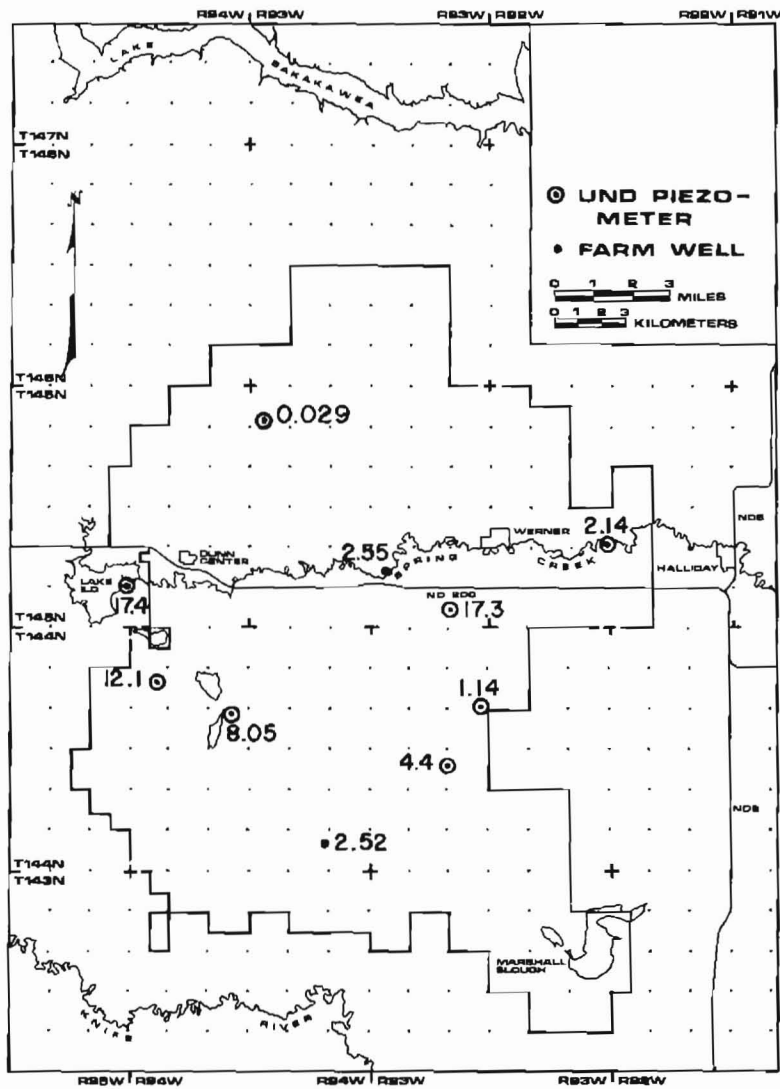 R94W R93W
R93W R92W
R92W R91W
LAKE
SAKAKAWEA
T147N
T146N
UND PIEZO-
METER
FARM WELL
0 1 2 3
MILES
0 1 2 3
KILOMETERS
T146N
T145N
0.029
WERNER
2.14
ND8
DUNN
CENTER
2.55
SPRING
CREEK
HALLIDAY
LAKE
ILO
17.4
ND 200
17.3
T145N
T144N
12.1
1.14
8.05
4.4
ND8
2.52
T144N
T143N
MARSHALL
SLOUGH
KNIFE
RIVER
R95W R94W
R94W R93W
R93W R92W